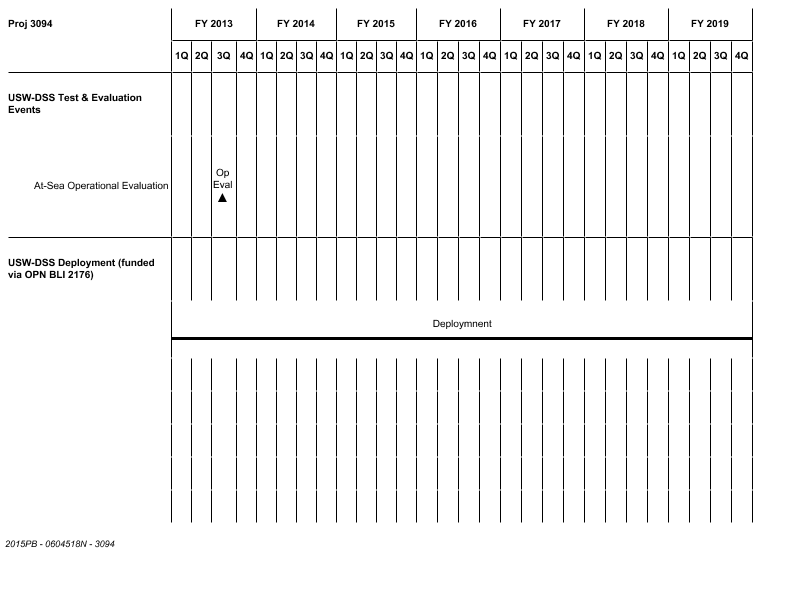 Proj 3094 FY 2013 FY 2014 FY 2015 FY 2016 FY 2017 FY 2018 FY 2019
1Q 2Q 3Q 4Q 1Q 2Q 3Q 4Q 1Q 2Q 3Q 4Q 1Q 2Q 3Q 4Q 1Q 2Q 3Q 4Q 1Q 2Q 3Q 4Q 1Q 2Q 3Q 4Q
USW-DSS Test & Evaluation
Events
Op
At-Sea Operational Evaluation Eval
USW-DSS Deployment (funded
via OPN BLI 2176)
Deploymnent
2015PB - 0604518N - 3094